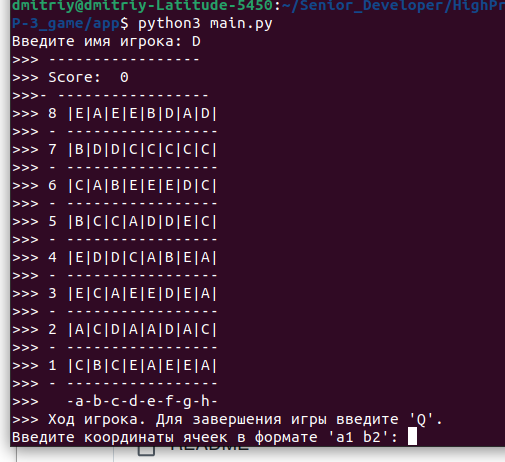 dmitriy@dmitriy-Latitude-5450:~/Senior_Developer/HighPr
P-3_game/app$ python3 main.py
Введите имя игрока: D
>>> -----------------
>>> Score:  0
>>>- -----------------
>>> 8 |E|A|E|E|B|D|A|D|
>>> - -----------------
>>> 7 |B|D|D|C|C|C|C|C|
>>> - -----------------
>>> 6 |C|A|B|E|E|E|D|C|
>>> - -----------------
>>> 5 |B|C|C|A|D|D|E|C|
>>> - -----------------
>>> 4 |E|D|D|C|A|B|E|A|
>>> - -----------------
>>> 3 |E|C|A|E|E|D|E|A|
>>> - -----------------
>>> 2 |A|C|D|A|A|D|A|C|
>>> - -----------------
>>> 1 |C|B|C|E|A|E|E|A|
>>> - -----------------
>>>   -a-b-c-d-e-f-g-h-
>>> Ход игрока. Для завершения игры введите 'Q'.
Введите координаты ячеек в формате 'a1 b2':